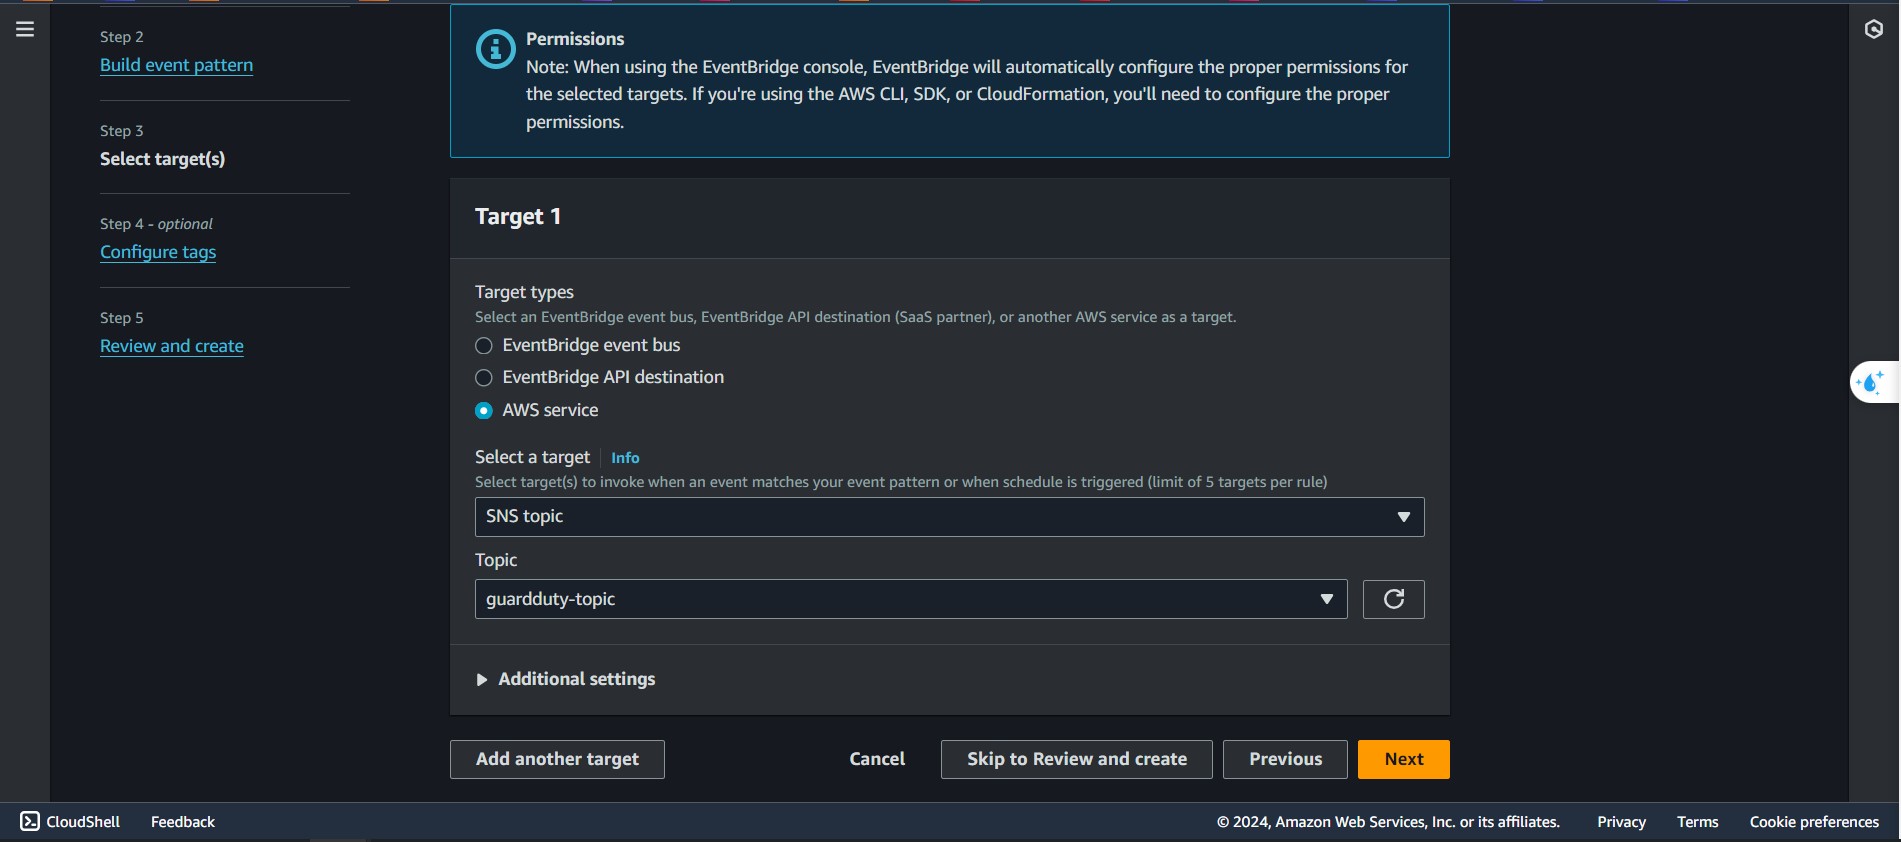 Step 2
Build event pattern
Step 3
Select target(s)
Step 4 - optional
Configure tags
Step 5
Review and create
Permissions
Note: When using the EventBridge console, EventBridge will automatically configure the proper permissions for
the selected targets. If you're using the AWS CLI, SDK, or CloudFormation, you'll need to configure the proper
permissions.
Target 1
Target types
Select an EventBridge event bus, EventBridge API destination (SaaS partner), or another AWS service as a target.
EventBridge event bus
EventBridge API destination
AWS service
Select a target Info
Select target(s) to invoke when an event matches your event pattern or when schedule is triggered (limit of 5 targets per rule)
SNS topic
Topic
guardduty-topic
Additional settings
Add another target Cancel Skip to Review and create Previous Next
CloudShell Feedback © 2024, Amazon Web Services, Inc. or its affiliates. Privacy Terms Cookie preferences